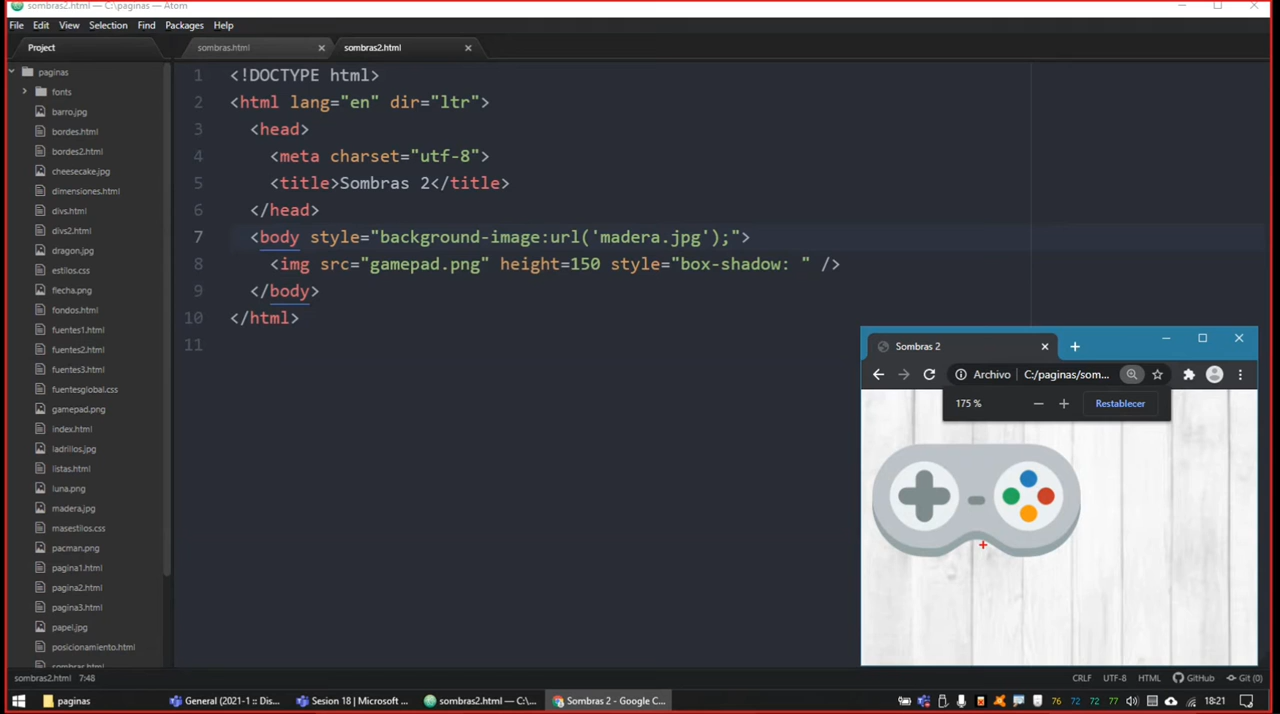 sombras2.html — C:\paginas — Atom
File Edit View Selection Find Packages Help
Project
sombras.html
sombras2.html
paginas
fonts
barro.jpg
bordes.html
bordes2.html
cheesecake.jpg
dimensiones.html
divs.html
divs2.html
dragon.jpg
estilos.css
flecha.png
fondos.html
fuentes1.html
fuentes2.html
fuentes3.html
fuentesglobal.css
gamepad.png
index.html
ladrillos.jpg
listas.html
luna.png
madera.jpg
masestilos.css
pacman.png
pagina1.html
pagina2.html
pagina3.html
papel.jpg
posicionamiento.html
sombras.html
1 <!DOCTYPE html>
2 <html lang="en" dir="ltr">
3 <head>
4 <meta charset="utf-8">
5 <title>Sombras 2</title>
6 </head>
7 <body style="background-image:url('madera.jpg');">
8 <img src="gamepad.png" height=150 style="box-shadow: " />
9 </body>
10 </html>
11
Sombras 2
Archivo | C:/paginas/som...
175 % Restablecer
sombras2.html 7:48
CRLF UTF-8 HTML GitHub Git (0)
paginas
General (2021-1 :: Dis...
Sesion 18 | Microsoft ...
sombras2.html — C:\...
Sombras 2 - Google C...
76 72 72 77 18:21